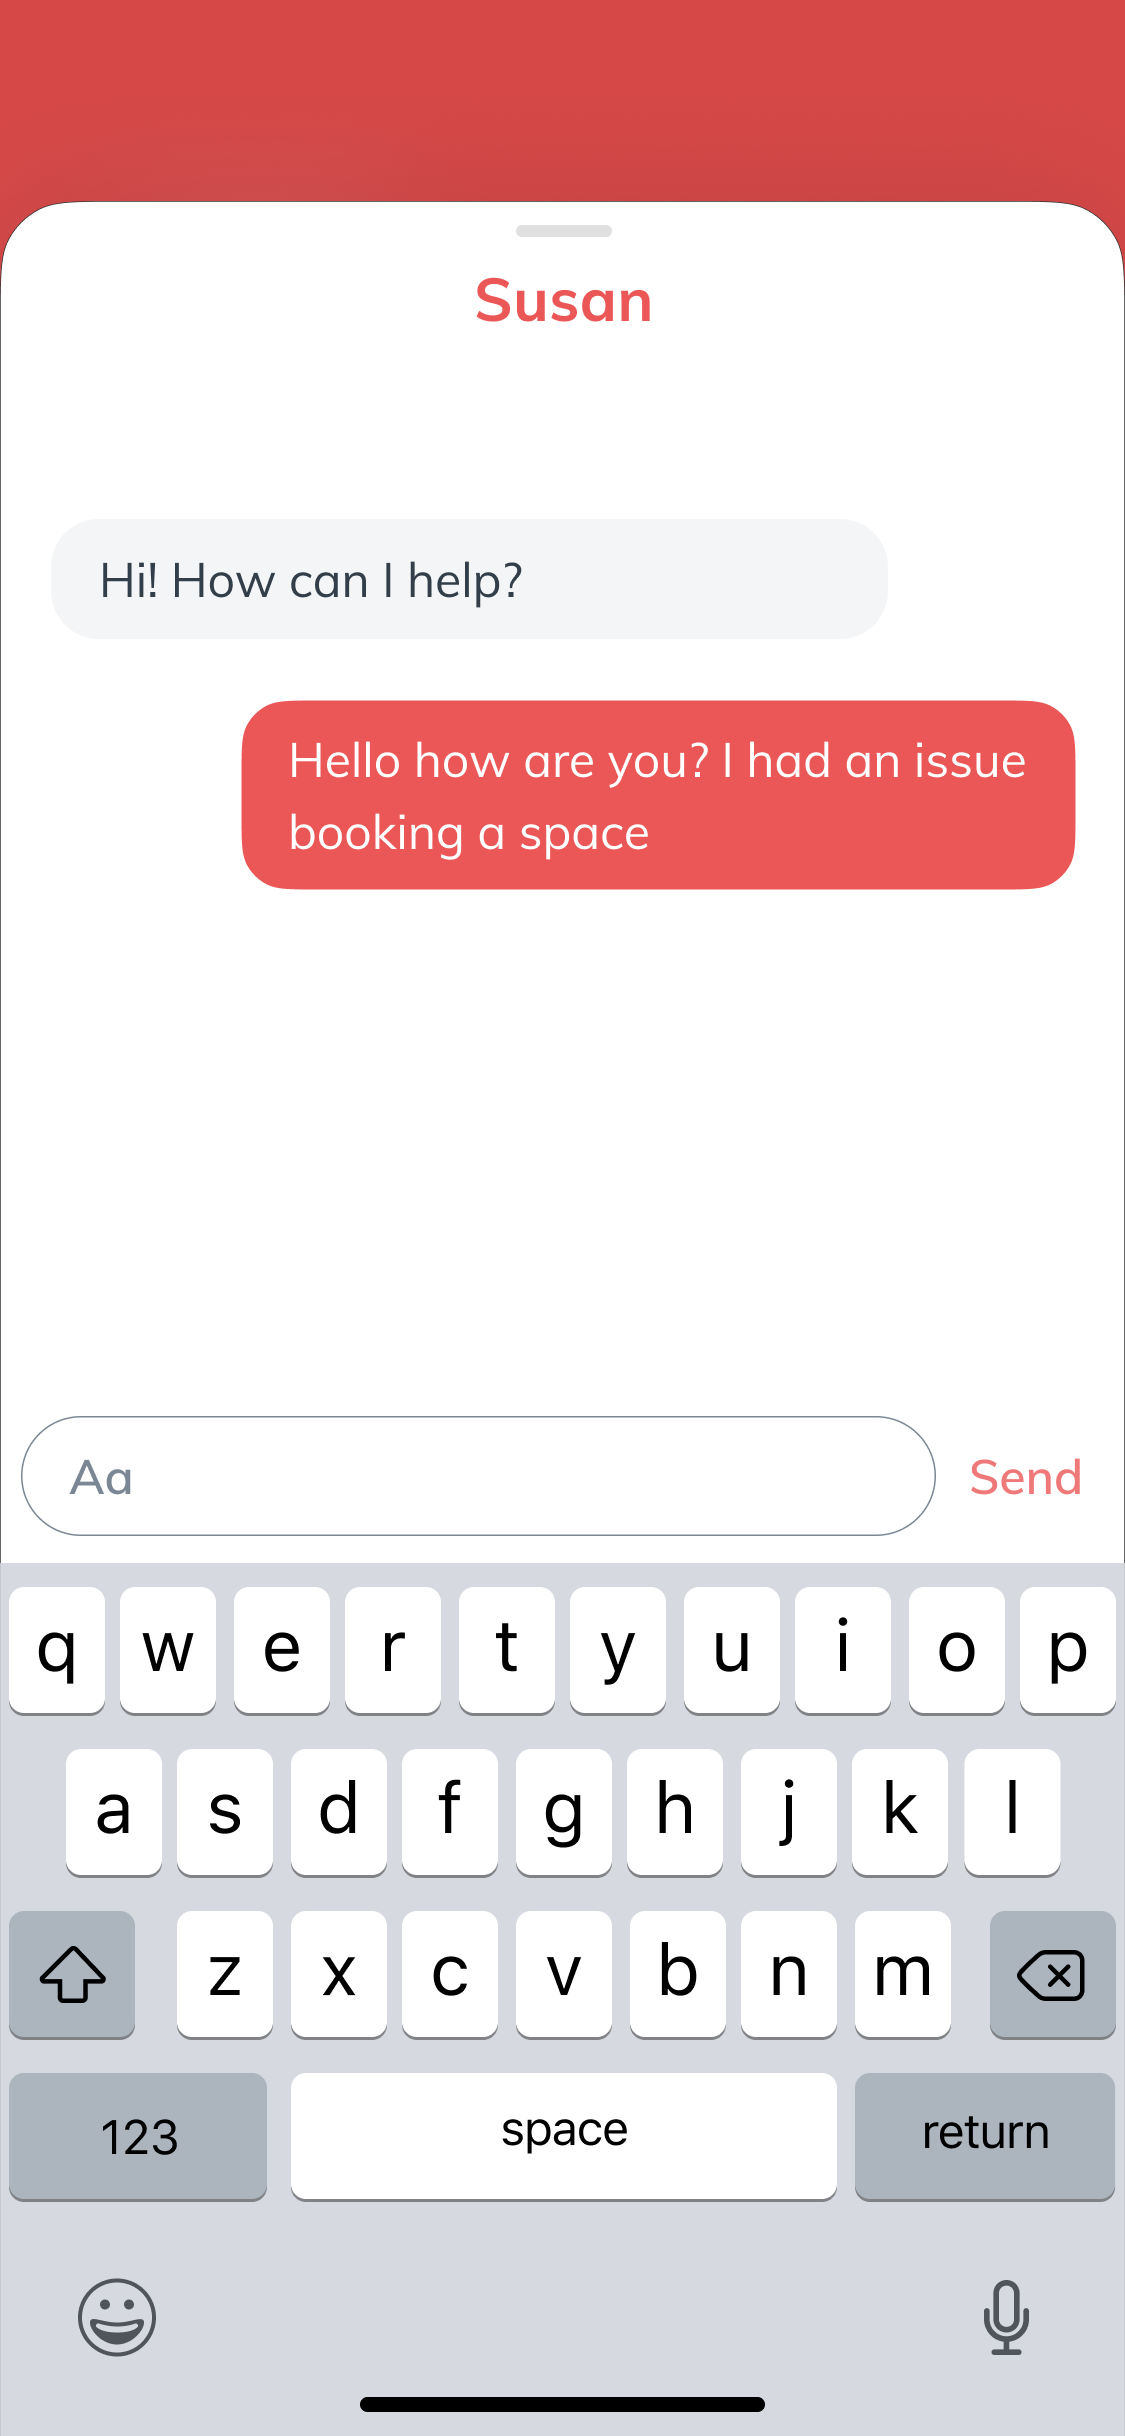 Susan
Hi! How can I help?
Hello how are you? I had an issue
booking a space
Aa
Send
q w e r t y u i o p
a s d f g h j k l
z x c v b n m
123
space
return